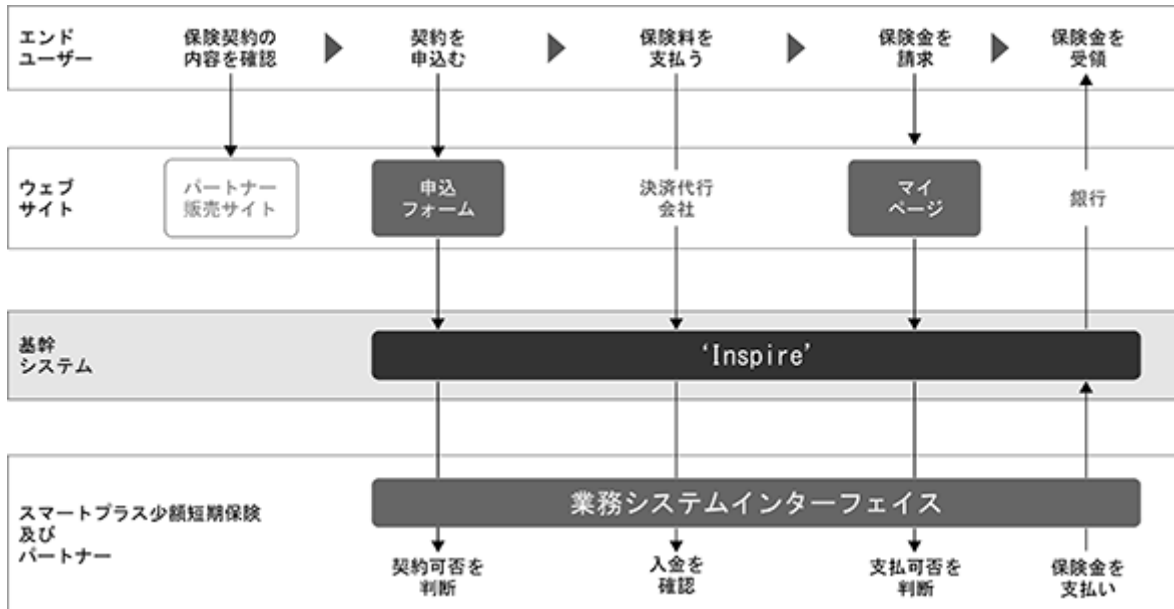 エンド
ユーザー
保険契約の
内容を確認
契約を
申込む
保険料を
支払う
保険金を
請求
保険金を
受領
ウェブ
サイト
パートナー
販売サイト
申込
フォーム
決済代行
会社
マイ
ページ
銀行
基幹
システム
‘Inspire’
スマートプラス少額短期保険
及び
パートナー
業務システムインターフェイス
契約可否を
判断
入金を
確認
支払可否を
判断
保険金を
支払い